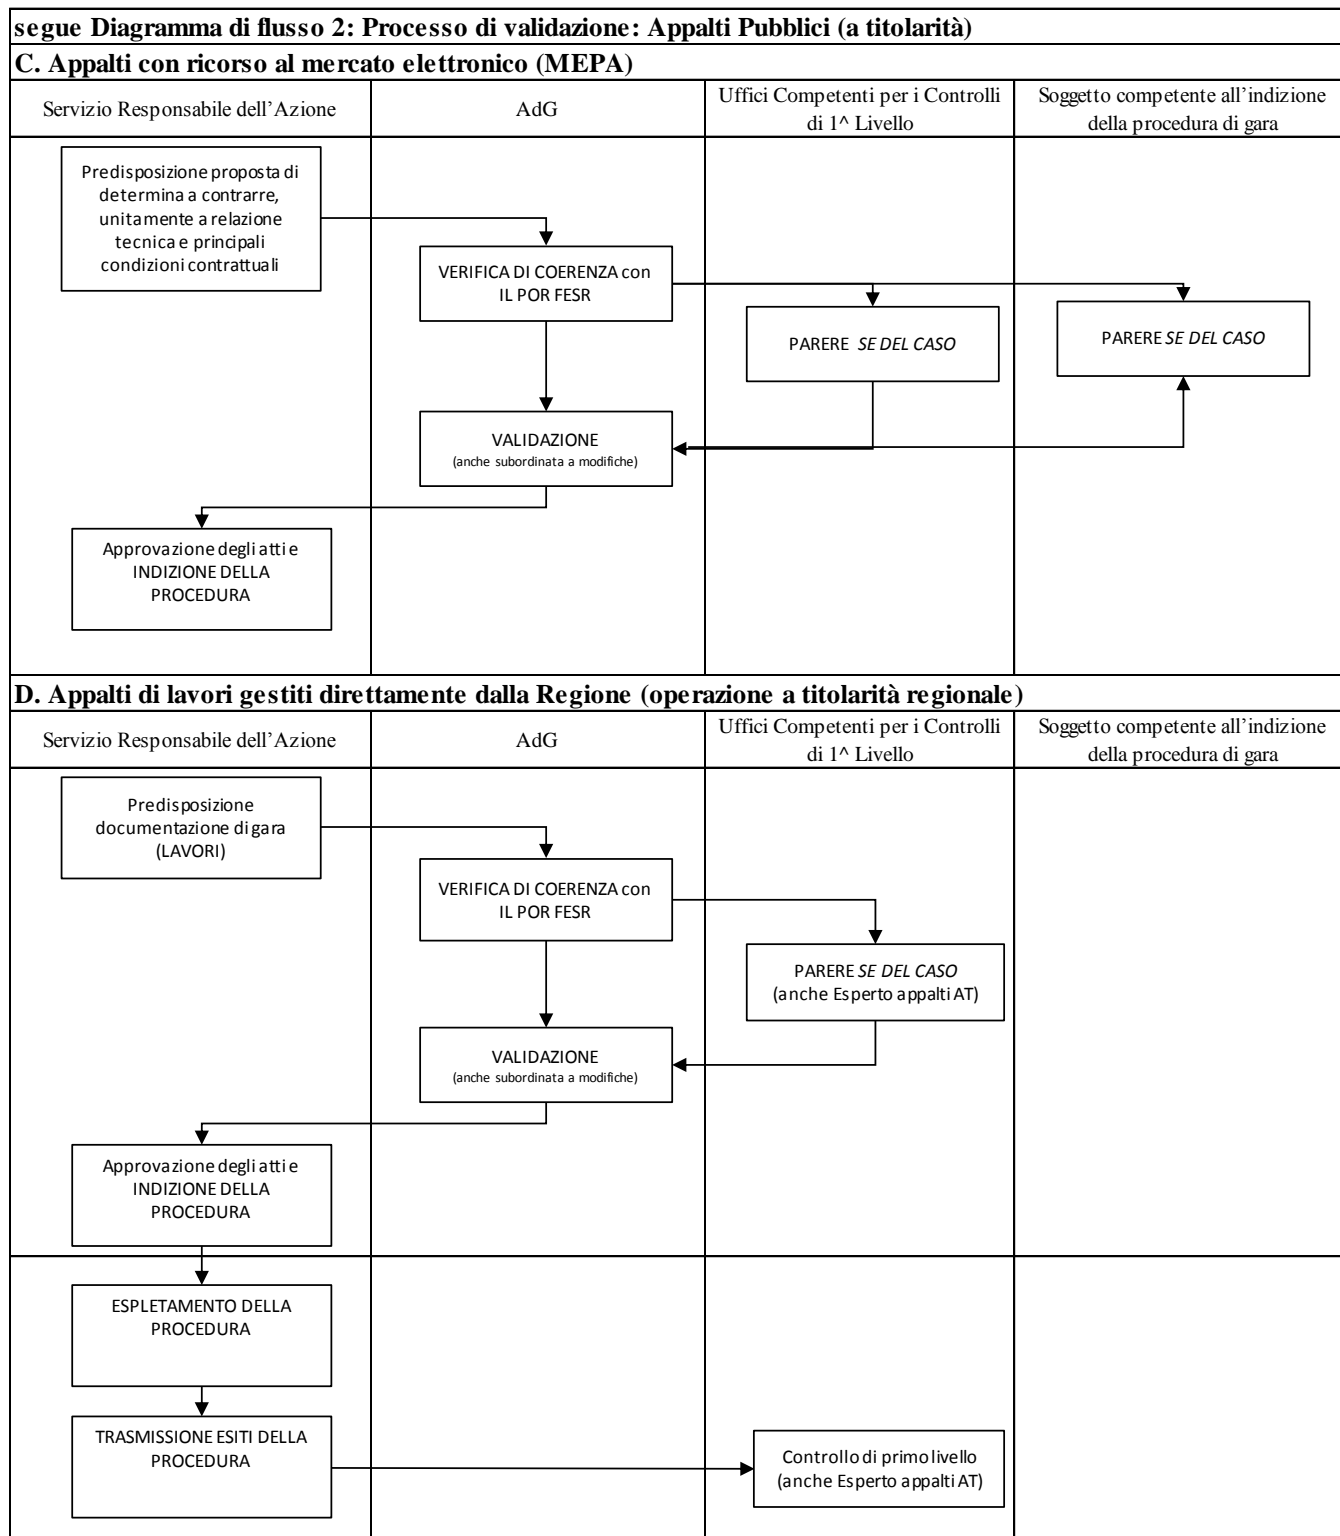 segue Diagramma di flusso 2: Processo di validazione: Appalti Pubblici (a titolarità)
C. Appalti con ricorso al mercato elettronico (MEPA)
Servizio Responsabile dell'Azione
AdG
Uffici Competenti per i Controlli
di 1^ Livello
Soggetto competente all'indizione
della procedura di gara
Predisposizione proposta di
determina a contrarre,
unitamente a relazione
tecnica e principali
condizioni contrattuali
VERIFICA DI COERENZA con
IL POR FESR
PARERE SE DEL CASO
PARERE SE DEL CASO
VALIDAZIONE
(anche subordinata a modifiche)
Approvazione degli atti e
INDIZIONE DELLA
PROCEDURA
D. Appalti di lavori gestiti direttamente dalla Regione (operazione a titolarità regionale)
Servizio Responsabile dell'Azione
AdG
Uffici Competenti per i Controlli
di 1^ Livello
Soggetto competente all'indizione
della procedura di gara
Predisposizione
documentazione di gara
(LAVORI)
VERIFICA DI COERENZA con
IL POR FESR
PARERE SE DEL CASO
(anche Esperto appalti AT)
VALIDAZIONE
(anche subordinata a modifiche)
Approvazione degli atti e
INDIZIONE DELLA
PROCEDURA
ESPLETAMENTO DELLA
PROCEDURA
TRASMISSIONE ESITI DELLA
PROCEDURA
Controllo di primo livello
(anche Esperto appalti AT)